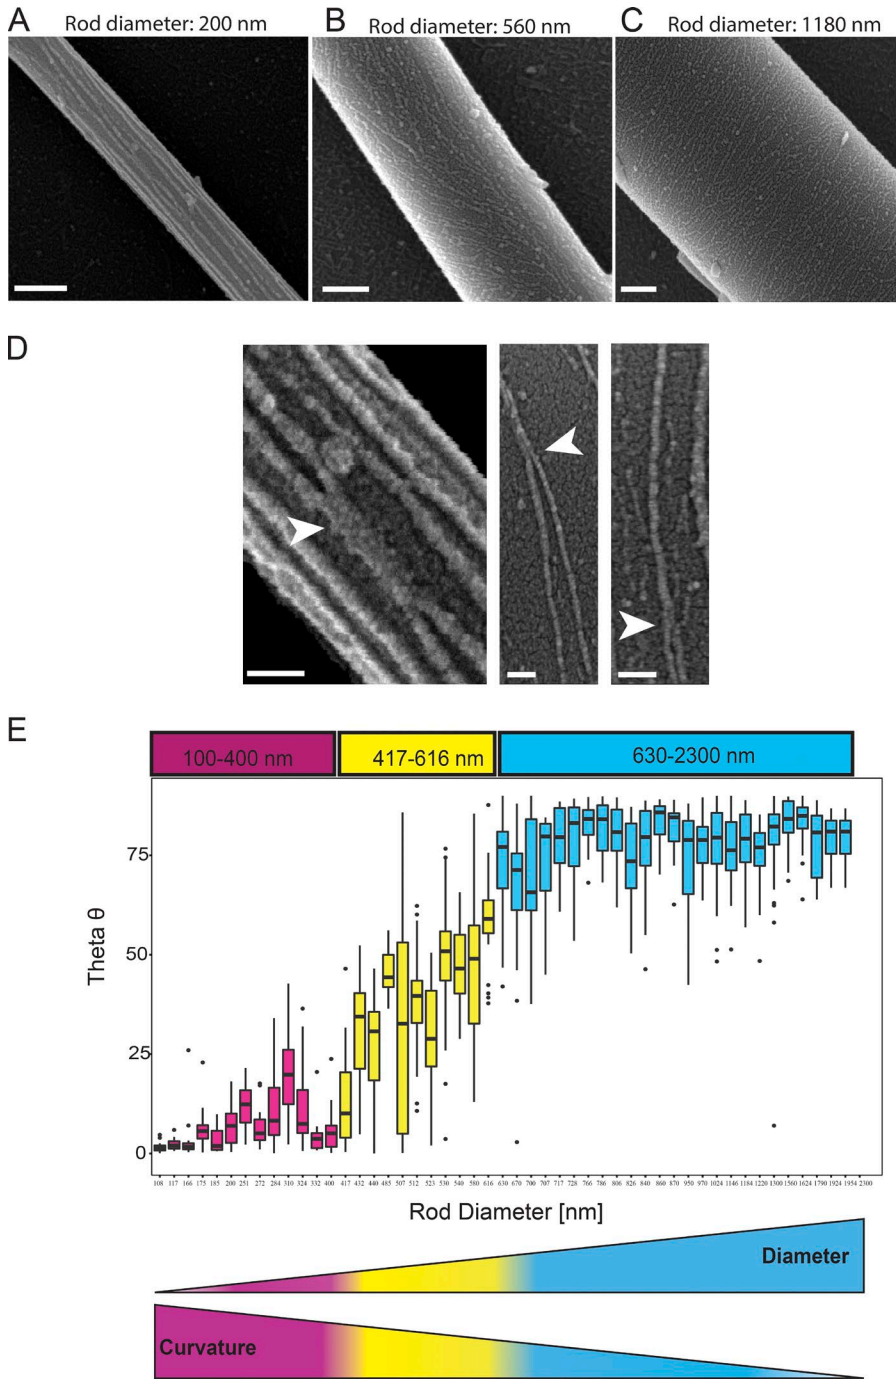 A
Rod diameter: 200 nm
B
Rod diameter: 560 nm
C
Rod diameter: 1180 nm
D
E
100-400 nm
417-616 nm
630-2300 nm
Theta θ
75
50
25
0
108 117 166 175 185 200 251 272 284 310 324 332 400 417 432 440 485 507 512 523 530 540 580 616 630 670 700 707 717 728 786 806 826 840 860 870 950 970 1024 1146 1184 1220 1300 1560 1624 1790 1924 1954 2300
Rod Diameter [nm]
Diameter
Curvature